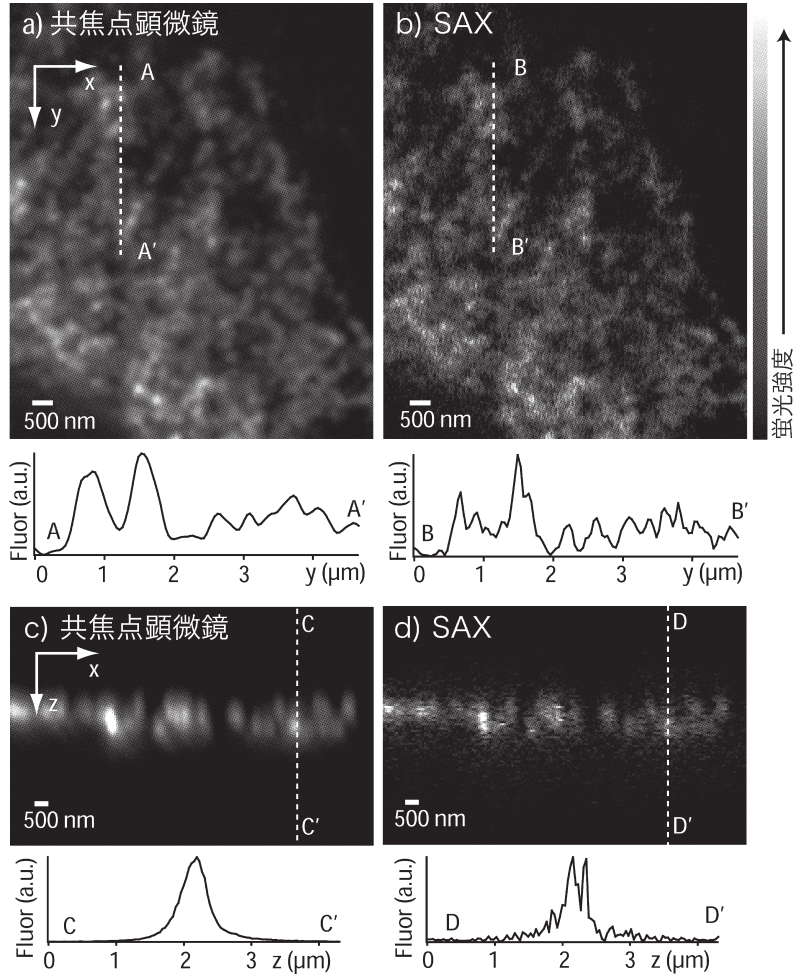 a) 共焦点顕微鏡
x
y
A
A′
500 nm
b) SAX
B
B′
500 nm
蛍光強度
Fluor (a.u.)
A
A′
0 1 2 3 y (μm)
Fluor (a.u.)
B
B′
0 1 2 3 y (μm)
c) 共焦点顕微鏡
x
z
C
C′
500 nm
d) SAX
D
D′
500 nm
Fluor (a.u.)
C
C′
0 1 2 3 z (μm)
Fluor (a.u.)
D
D′
0 1 2 3 z (μm)